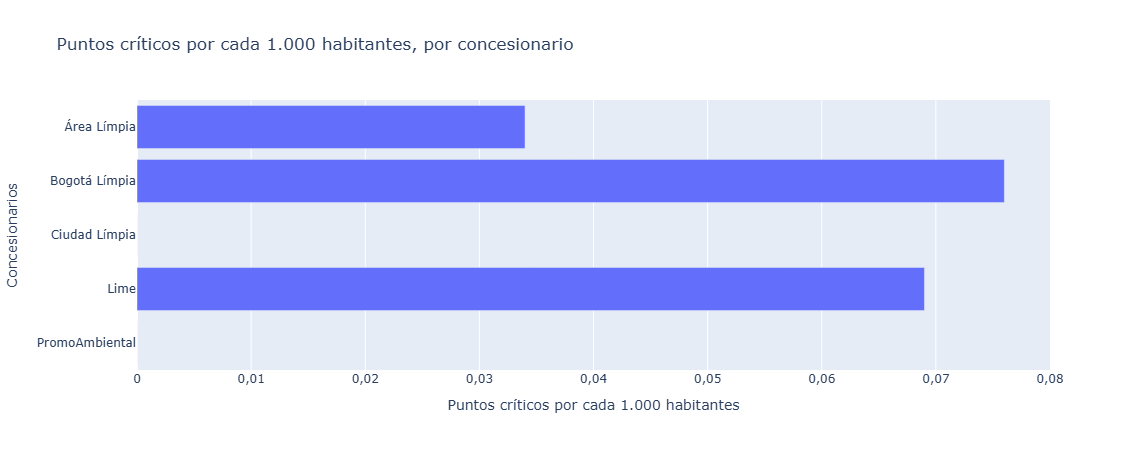 Puntos críticos por cada 1.000 habitantes, por concesionario
Concesionarios
Área Límpia
Bogotá Límpia
Ciudad Límpia
Lime
PromoAmbiental
0 0,01 0,02 0,03 0,04 0,05 0,06 0,07 0,08
Puntos críticos por cada 1.000 habitantes